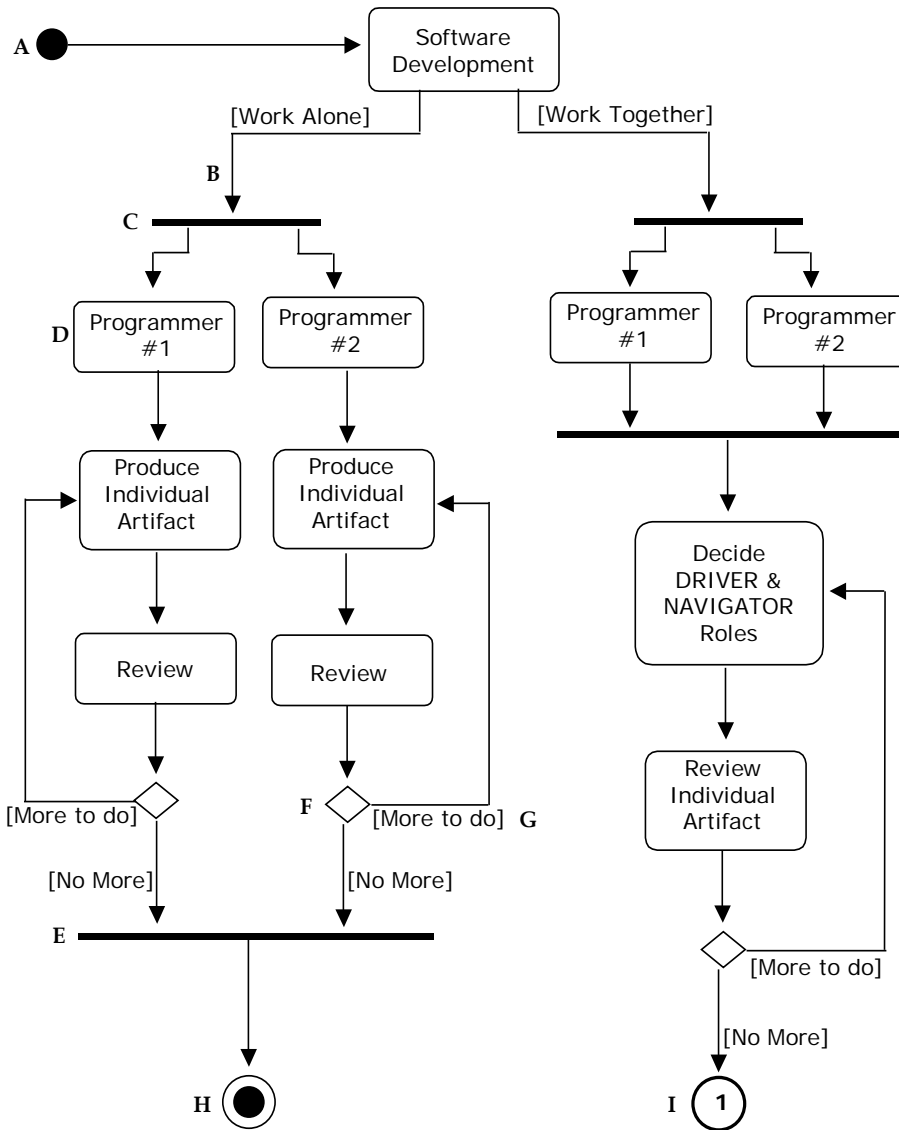 A
Software
Development
[Work Alone]
[Work Together]
B
C
D
Programmer
#1
Programmer
#2
Programmer
#1
Programmer
#2
Produce
Individual
Artifact
Produce
Individual
Artifact
Decide
DRIVER &
NAVIGATOR
Roles
Review
Review
Review
Individual
Artifact
[More to do]
F
[More to do]
G
[No More]
[No More]
E
[More to do]
[No More]
H
I
1